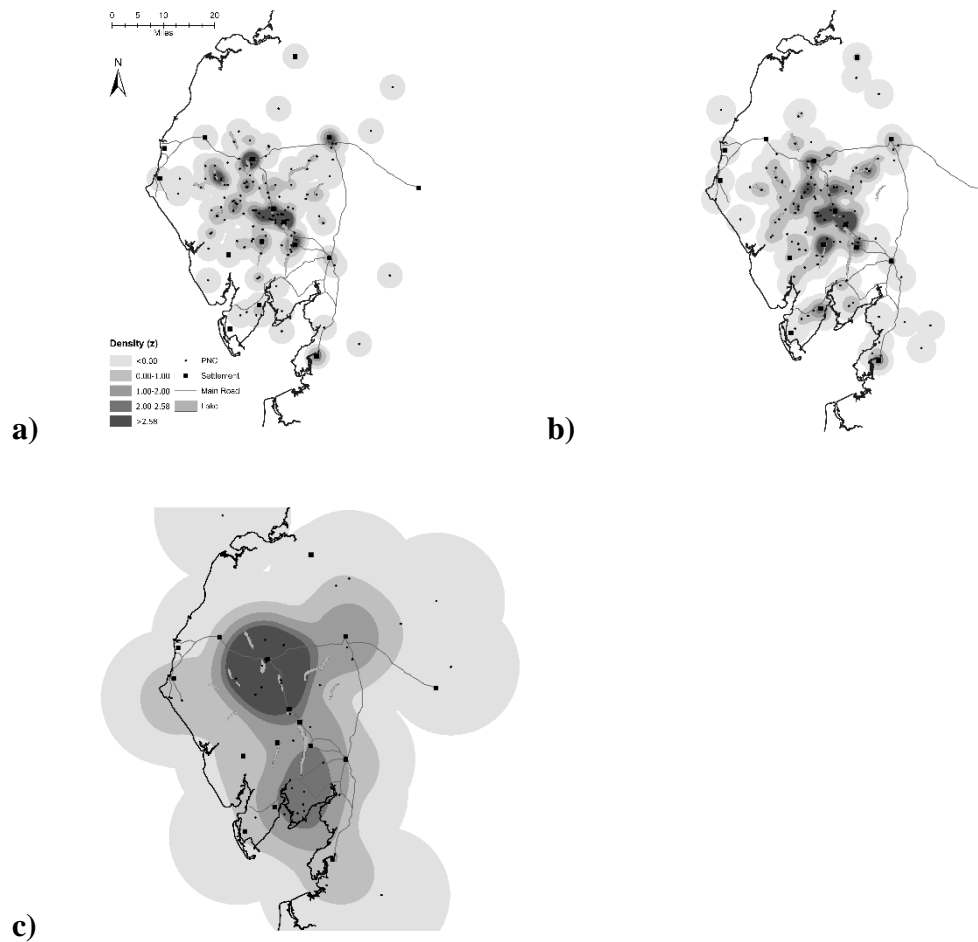 0 5 10 20
Miles
N
Density (z)
<0.00
0.00-1.00
1.00-2.00
2.00-2.58
>2.58
PNC
Settlement
Main Road
Lake
a)
b)
c)